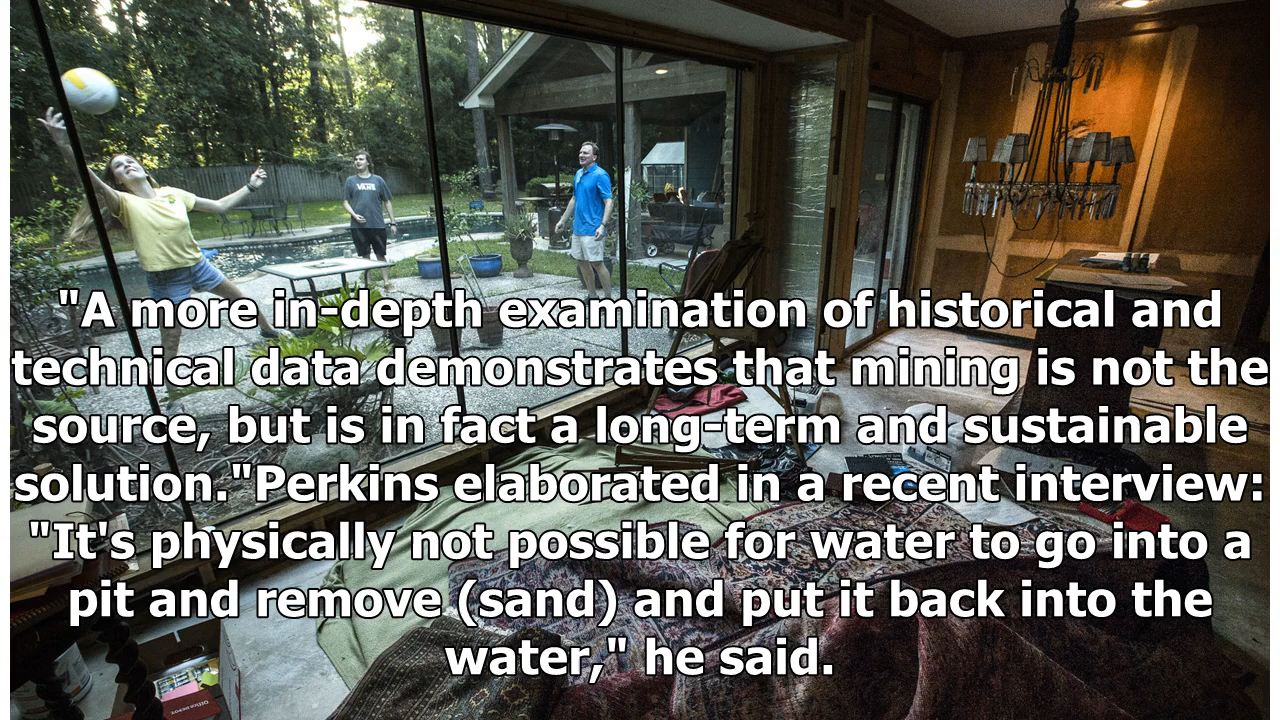 VANS
"A more in-depth examination of historical and
technical data demonstrates that mining is not the
source, but is in fact a long-term and sustainable
solution."Perkins elaborated in a recent interview:
"It's physically not possible for water to go into a
pit and remove (sand) and put it back into the
water," he said.
Office DEPOT